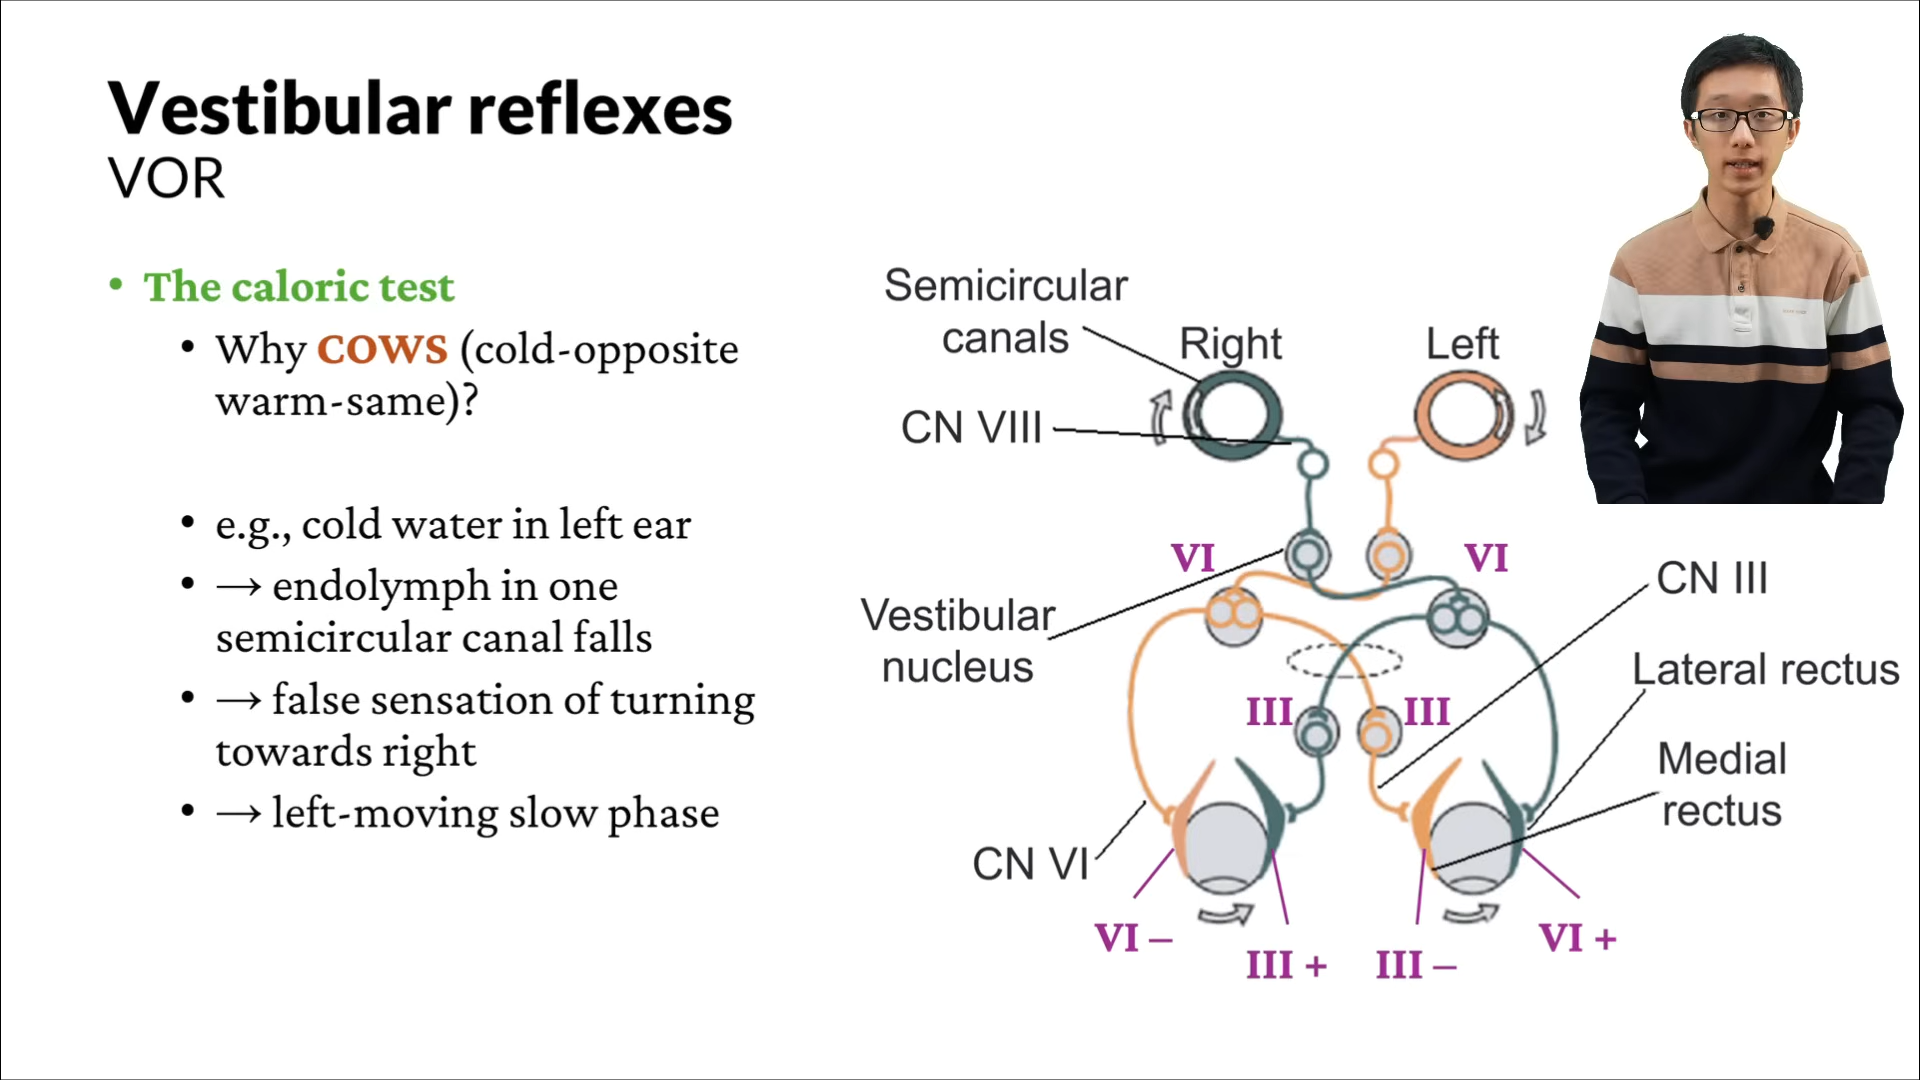 Vestibular reflexes
VOR
• The caloric test
• Why COWS (cold-opposite
warm-same)?
• e.g., cold water in left ear
• → endolymph in one
semicircular canal falls
• → false sensation of turning
towards right
• → left-moving slow phase
Semicircular
canals
Right
Left
CN VIII
VI
VI
CN III
Vestibular
nucleus
Lateral rectus
III
III
Medial
rectus
CN VI
VI –
III +
III –
VI +